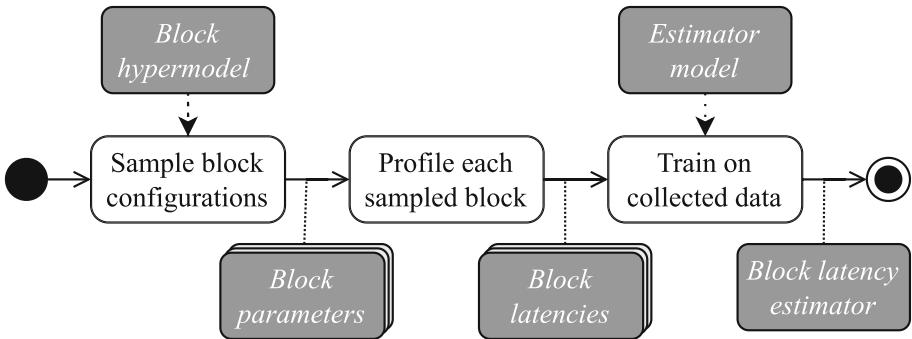 Block
hypermodel
Estimator
model
Sample block
configurations
Profile each
sampled block
Train on
collected data
Block
parameters
Block
latencies
Block latency
estimator